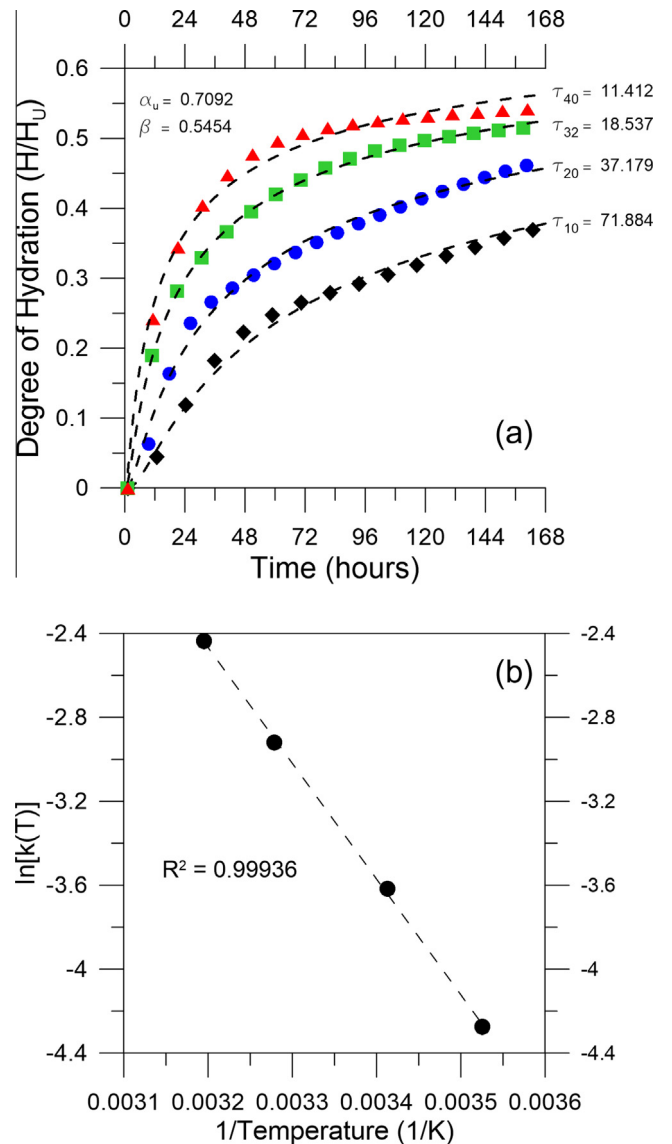 0 24 48 72 96 120 144 168
0.6
0.5
0.4
0.3
0.2
0.1
0
Degree of Hydration (H/HU)
αu = 0.7092
β = 0.5454
τ40 = 11.412
τ32 = 18.537
τ20 = 37.179
τ10 = 71.884
(a)
0 24 48 72 96 120 144 168
Time (hours)
-2.4 -2.4
(b)
-2.8 -2.8
-3.2 -3.2
ln[k(T)]
R² = 0.99936
-3.6 -3.6
-4 -4
-4.4 -4.4
0.0031 0.0032 0.0033 0.0034 0.0035 0.0036
1/Temperature (1/K)